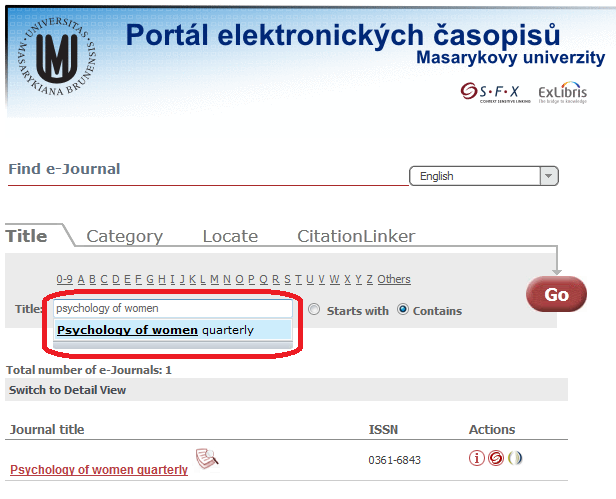 UNIVERSITAS MASARYKIANA BRUNENSIS
Portál elektronických časopisů
Masarykovy univerzity
S·F·X
CONTEXT SENSITIVE LINKING
ExLibris
The bridge to knowledge
Find e-Journal
English
Title Category Locate CitationLinker
0-9 A B C D E F G H I J K L M N O P Q R S T U V W X Y Z Others
Go
Title: psychology of women Starts with Contains
Psychology of women quarterly
Total number of e-Journals: 1
Switch to Detail View
Journal title ISSN Actions
Psychology of women quarterly 0361-6843 i